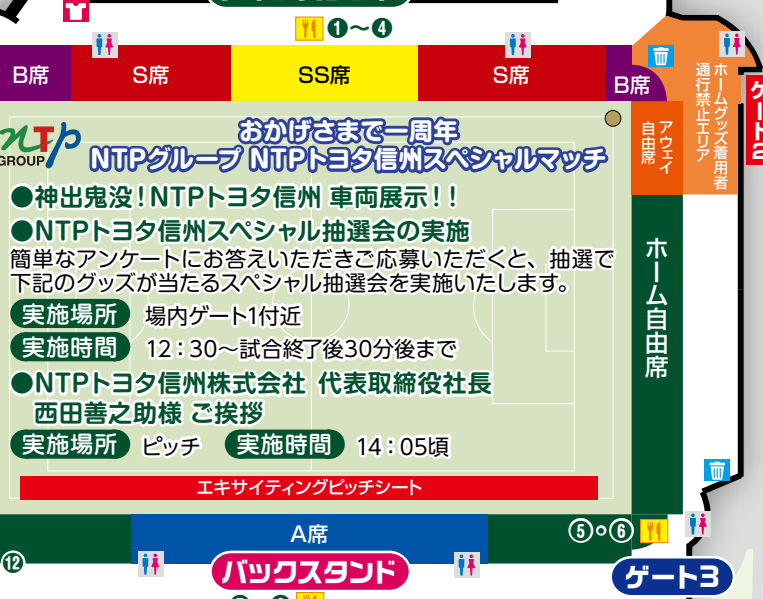 ❶〜❹
B席
S席
SS席
S席
B席
ホームグッズ着用者
通行禁止エリア
ゲート2
アウェイ
自由席
ntp
GROUP
おかげさまで一周年
NTPグループ NTPトヨタ信州スペシャルマッチ
●神出鬼没！NTPトヨタ信州 車両展示！！
●NTPトヨタ信州スペシャル抽選会の実施
簡単なアンケートにお答えいただきご応募いただくと、抽選で
下記のグッズが当たるスペシャル抽選会を実施いたします。
実施場所 場内ゲート1付近
実施時間 12：30〜試合終了後30分後まで
●NTPトヨタ信州株式会社 代表取締役社長
西田善之助様 ご挨拶
実施場所 ピッチ 実施時間 14：05頃
ホーム自由席
エキサイティングピッチシート
A席
⑤∘⑥
⑫
バックスタンド
ゲート3